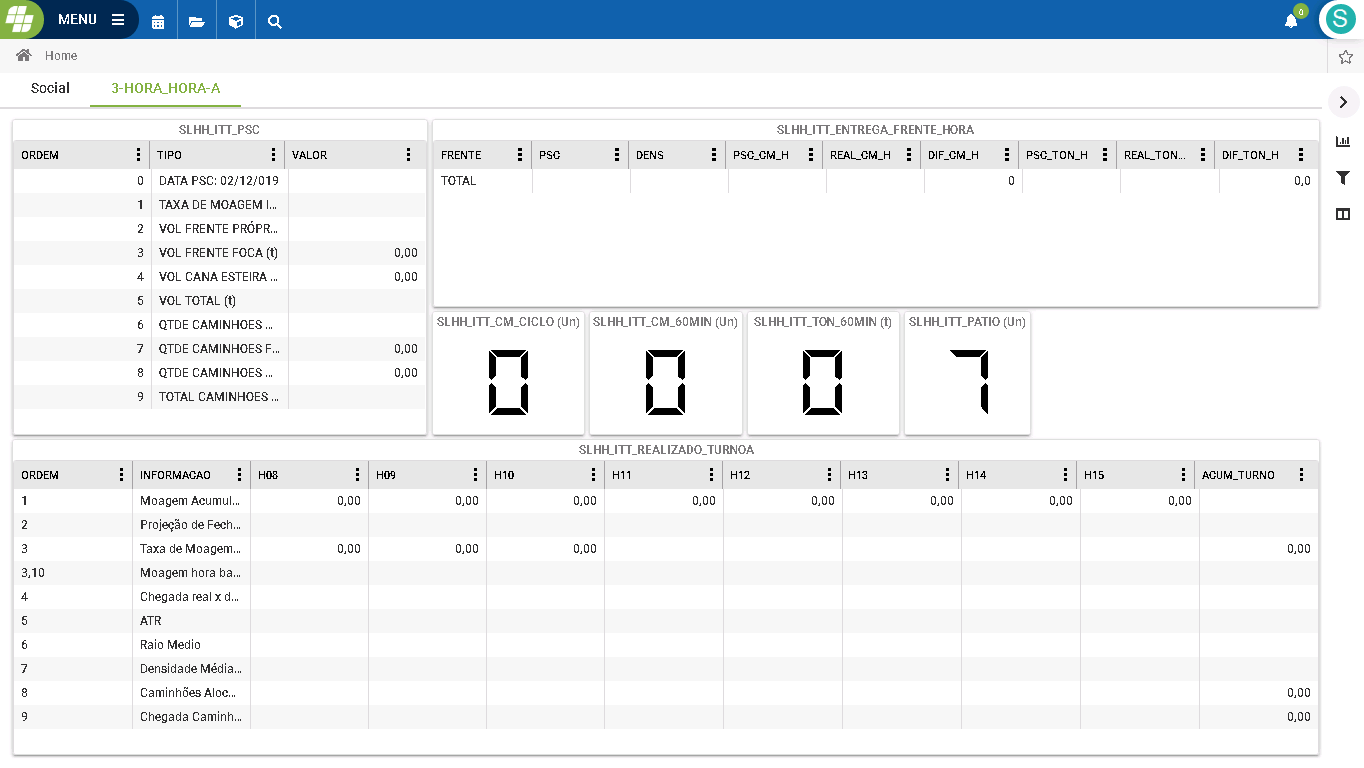 MENU
0
S
Home
Social 3-HORA_HORA-A
SLHH_ITT_PSC
ORDEM TIPO VALOR
0 DATA PSC: 02/12/019
1 TAXA DE MOAGEM I...
2 VOL FRENTE PRÓPR...
3 VOL FRENTE FOCA (t) 0,00
4 VOL CANA ESTEIRA ... 0,00
5 VOL TOTAL (t)
6 QTDE CAMINHOES ...
7 QTDE CAMINHOES F... 0,00
8 QTDE CAMINHOES ... 0,00
9 TOTAL CAMINHOES ...
SLHH_ITT_ENTREGA_FRENTE_HORA
FRENTE PSC DENS PSC_CM_H REAL_CM_H DIF_CM_H PSC_TON_H REAL_TON... DIF_TON_H
TOTAL 0 0,0
SLHH_ITT_CM_CICLO (Un) SLHH_ITT_CM_60MIN (Un) SLHH_ITT_TON_60MIN (t) SLHH_ITT_PATIO (Un)
0 0 0 7
SLHH_ITT_REALIZADO_TURNOA
ORDEM INFORMACAO H08 H09 H10 H11 H12 H13 H14 H15 ACUM_TURNO
1 Moagem Acumul... 0,00 0,00 0,00 0,00 0,00 0,00 0,00 0,00
2 Projeção de Fech...
3 Taxa de Moagem... 0,00 0,00 0,00 0,00
3,10 Moagem hora ba...
4 Chegada real x d...
5 ATR
6 Raio Medio
7 Densidade Média...
8 Caminhões Aloc... 0,00
9 Chegada Caminh... 0,00